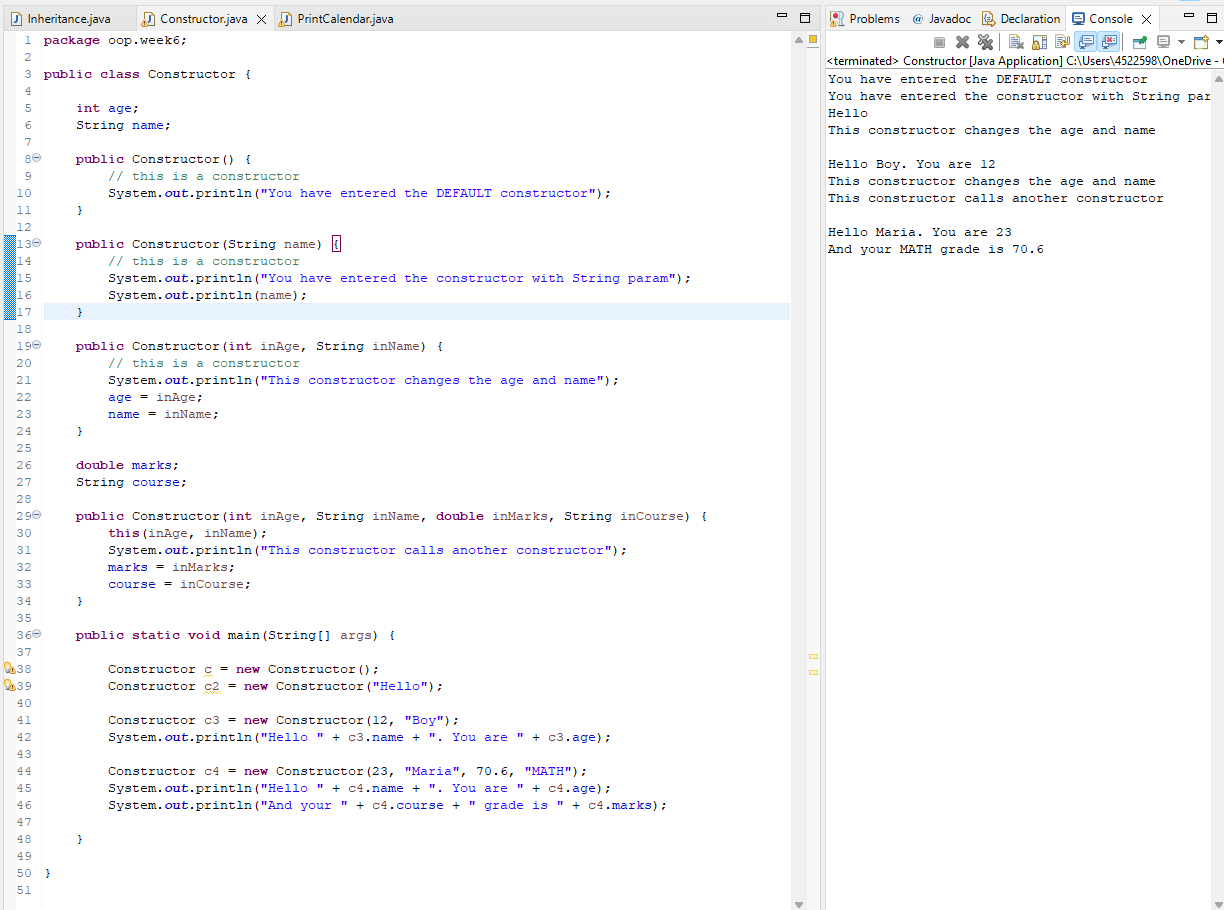 Inheritance.java Constructor.java PrintCalendar.java
1 package oop.week6;
2
3 public class Constructor {
4
5     int age;
6     String name;
7
8     public Constructor() {
9         // this is a constructor
10         System.out.println("You have entered the DEFAULT constructor");
11     }
12
13     public Constructor(String name) {
14         // this is a constructor
15         System.out.println("You have entered the constructor with String param");
16         System.out.println(name);
17     }
18
19     public Constructor(int inAge, String inName) {
20         // this is a constructor
21         System.out.println("This constructor changes the age and name");
22         age = inAge;
23         name = inName;
24     }
25
26     double marks;
27     String course;
28
29     public Constructor(int inAge, String inName, double inMarks, String inCourse) {
30         this(inAge, inName);
31         System.out.println("This constructor calls another constructor");
32         marks = inMarks;
33         course = inCourse;
34     }
35
36     public static void main(String[] args) {
37
38         Constructor c = new Constructor();
39         Constructor c2 = new Constructor("Hello");
40
41         Constructor c3 = new Constructor(12, "Boy");
42         System.out.println("Hello " + c3.name + ". You are " + c3.age);
43
44         Constructor c4 = new Constructor(23, "Maria", 70.6, "MATH");
45         System.out.println("Hello " + c4.name + ". You are " + c4.age);
46         System.out.println("And your " + c4.course + " grade is " + c4.marks);
47
48     }
49
50 }
51
Problems @ Javadoc Declaration Console
<terminated> Constructor [Java Application] C:\Users\4522598\OneDrive -
You have entered the DEFAULT constructor
You have entered the constructor with String par
Hello
This constructor changes the age and name

Hello Boy. You are 12
This constructor changes the age and name
This constructor calls another constructor

Hello Maria. You are 23
And your MATH grade is 70.6